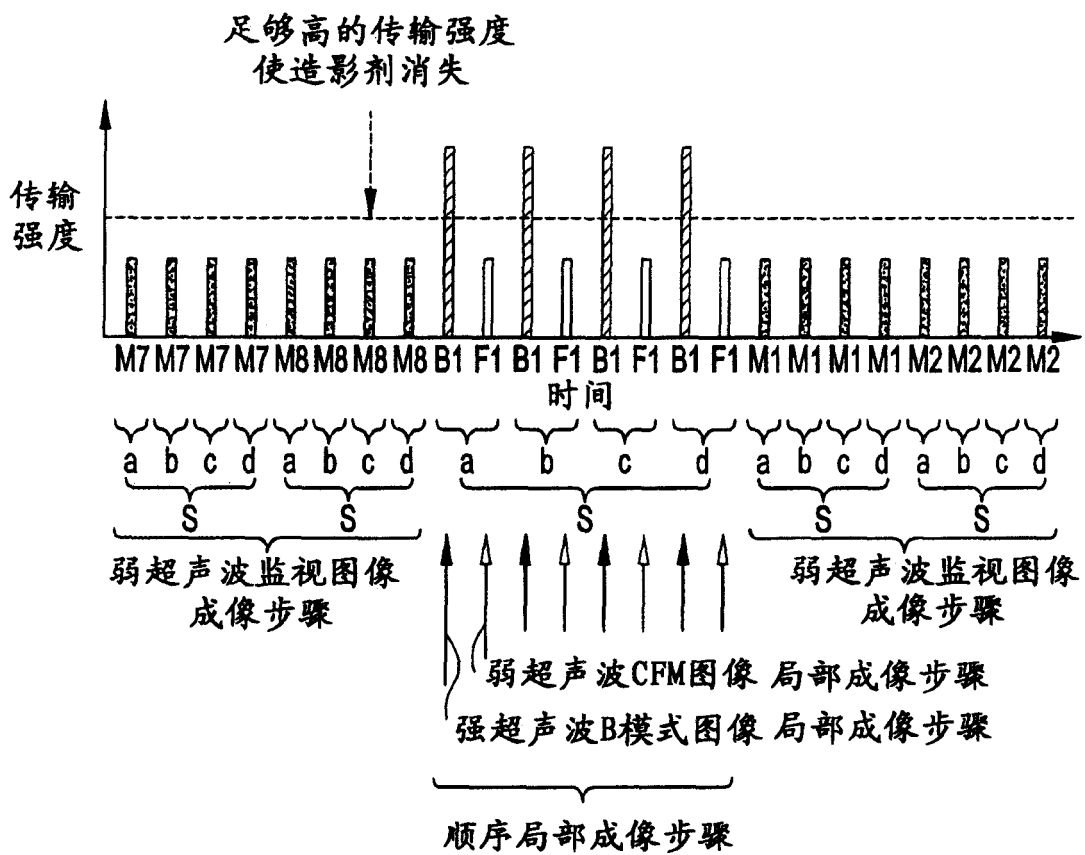 足够高的传输强度
使造影剂消失
传输
强度
M7 M7 M7 M7 M8 M8 M8 M8 B1 F1 B1 F1 B1 F1 B1 F1 M1 M1 M1 M1 M2 M2 M2 M2
时间
a b c d a b c d a b c d a b c d a b c d
S S S S S
弱超声波监视图像
成像步骤
弱超声波监视图像
成像步骤
弱超声波CFM图像 局部成像步骤
强超声波B模式图像 局部成像步骤
顺序局部成像步骤